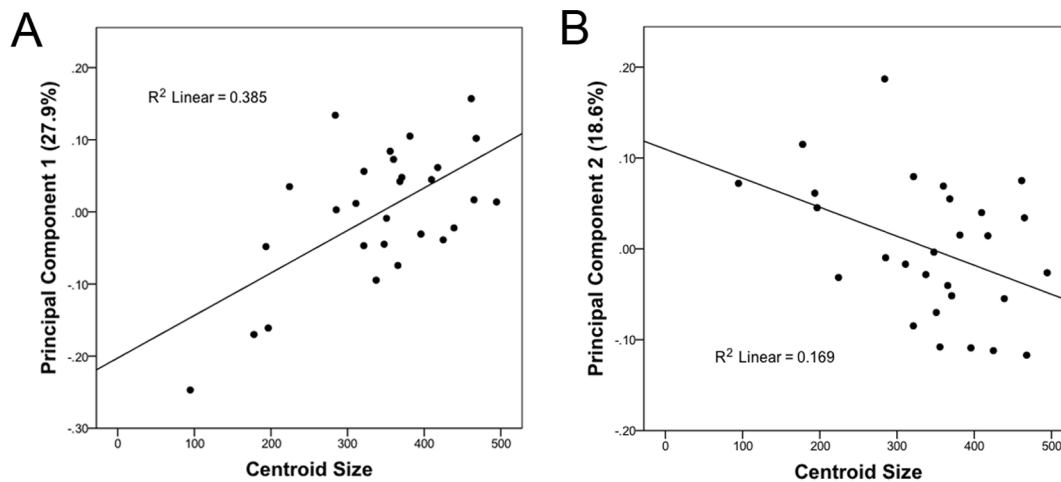 A
Principal Component 1 (27.9%)
.20
.10
.00
-.10
-.20
-.30
R² Linear = 0.385
0 100 200 300 400 500
Centroid Size
B
Principal Component 2 (18.6%)
.20
.10
.00
-.10
-.20
R² Linear = 0.169
0 100 200 300 400 500
Centroid Size